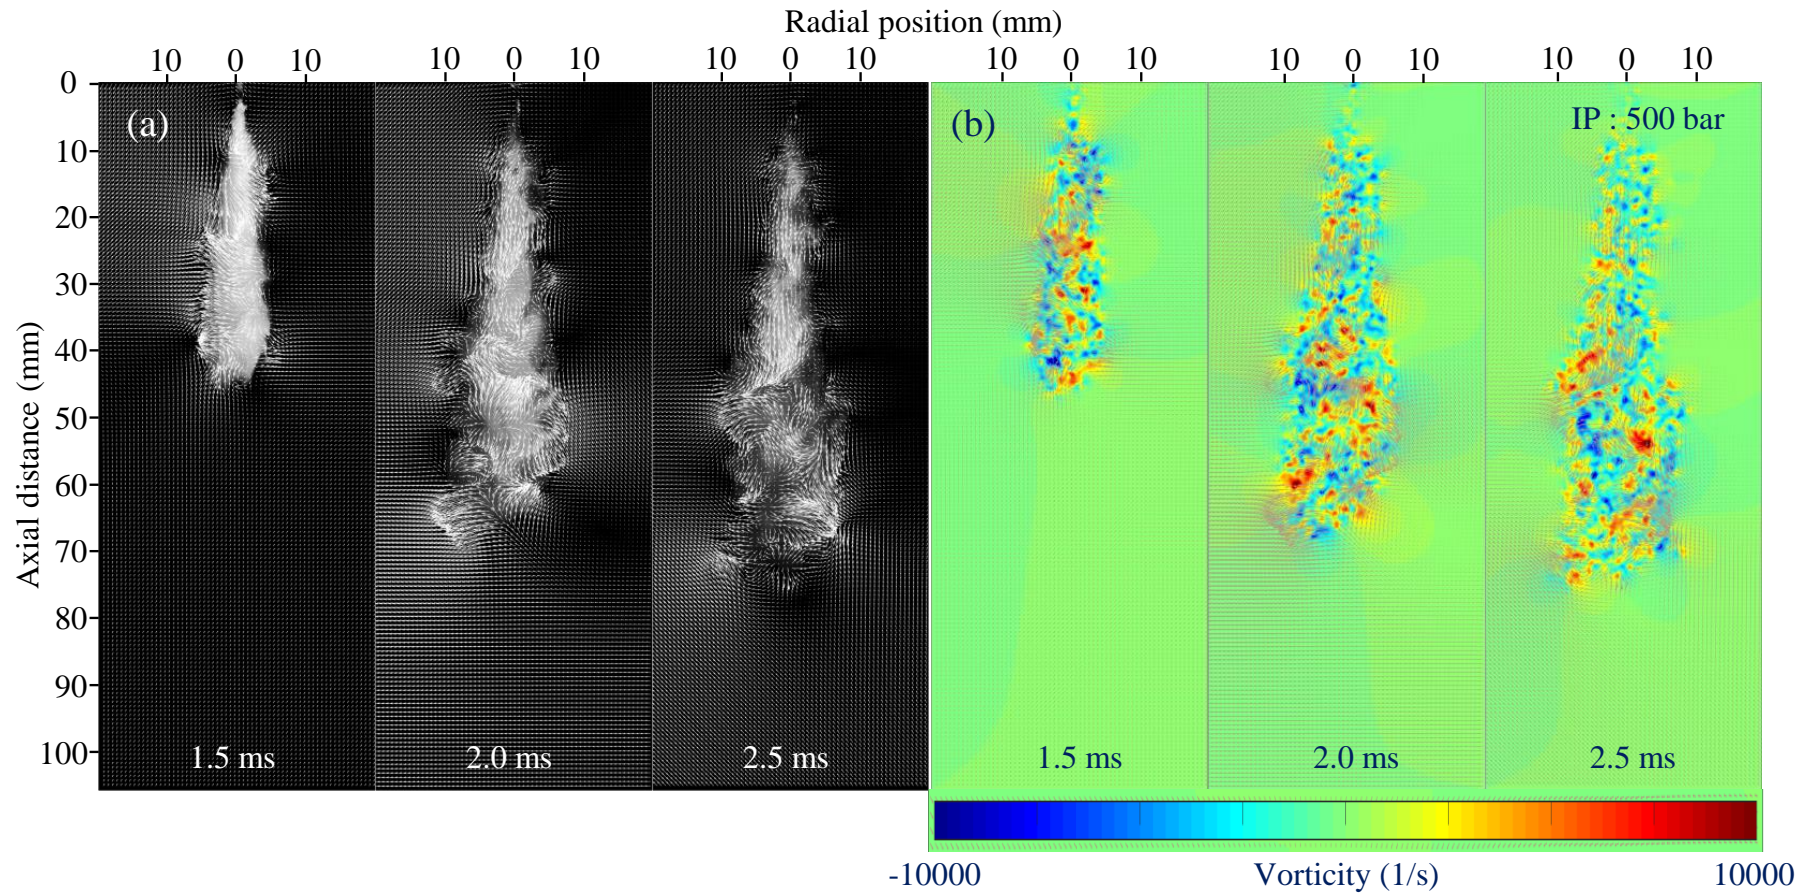 Radial position (mm)
10 0 10 10 0 10 10 0 10 10 0 10 10 0 10 10 0 10
Axial distance (mm)
0
10
20
30
40
50
60
70
80
90
100
(a)
1.5 ms 2.0 ms 2.5 ms
(b)
IP : 500 bar
1.5 ms 2.0 ms 2.5 ms
-10000 Vorticity (1/s) 10000